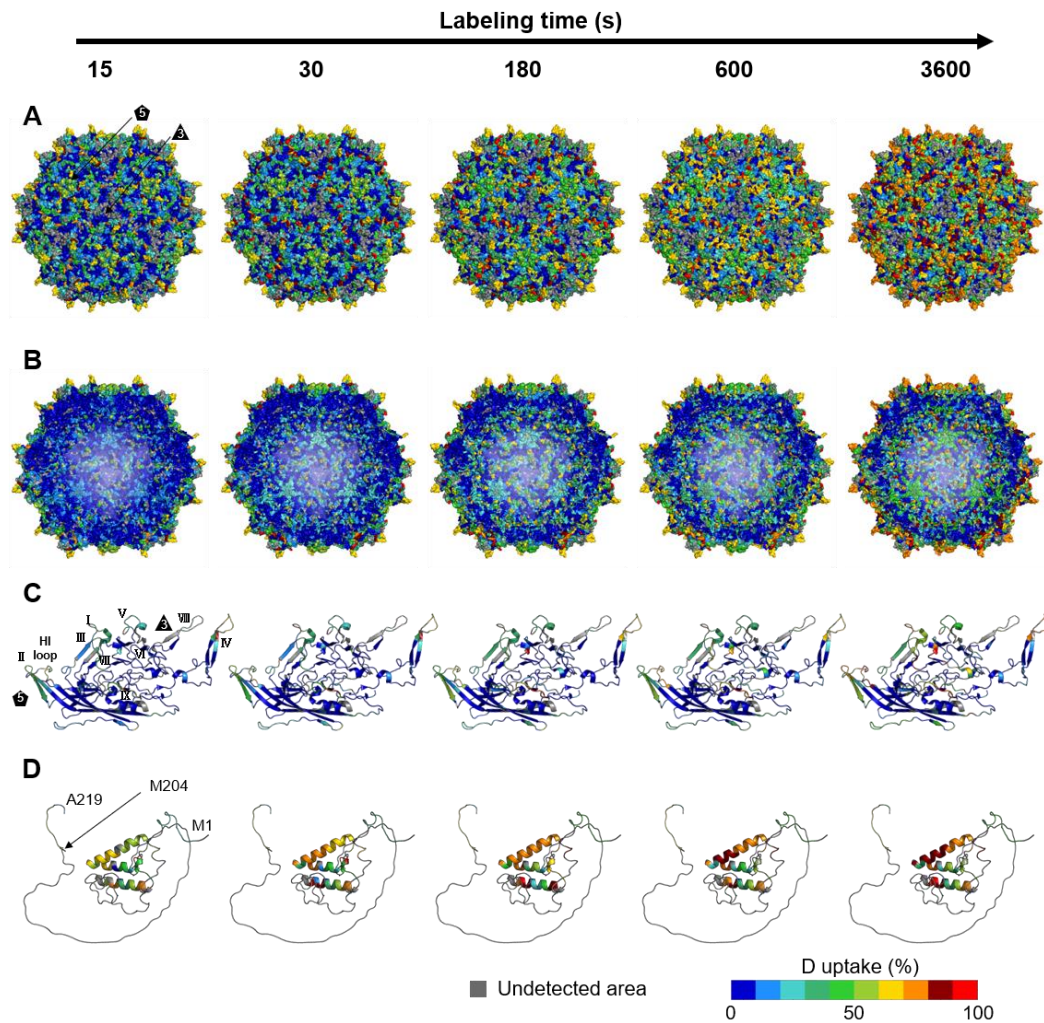 Labeling time (s)
15 30 180 600 3600
A
5
3
B
C
Ⅰ Ⅴ 3 Ⅷ
HI loop Ⅲ Ⅳ
Ⅱ Ⅶ Ⅵ
5 Ⅸ
D
A219 M204
M1
D uptake (%)
Undetected area
0 50 100